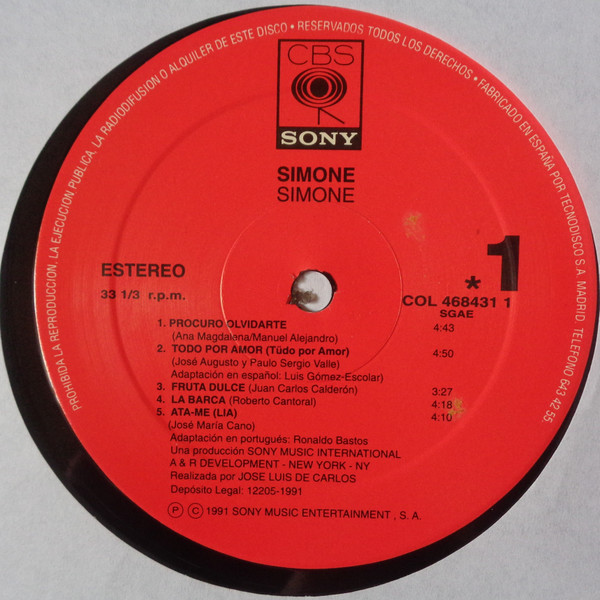 PROHIBIDA LA REPRODUCCION, LA EJECUCION PUBLICA, LA RADIODIFUSION O ALQUILER DE ESTE DISCO • RESERVADOS TODOS LOS DERECHOS • FABRICADO EN ESPAÑA POR TECNODISCO S.A. MADRID. TELEFONO 643 42 55.
CBS
SONY
SIMONE
SIMONE
ESTEREO
33 1/3 r.p.m.
* 1
COL 468431 1
SGAE
1. PROCURO OLVIDARTE 4:43
(Ana Magdalena/Manuel Alejandro)
2. TODO POR AMOR (Tüdo por Amor) 4:50
(José Augusto y Paulo Sergio Valle)
Adaptación en español: Luis Gómez-Escolar)
3. FRUTA DULCE (Juan Carlos Calderón) 3:27
4. LA BARCA (Roberto Cantoral) 4:18
5. ATA-ME (LIA) 4:10
(José María Cano)
Adaptación en portugués: Ronaldo Bastos
Una producción SONY MUSIC INTERNATIONAL
A & R DEVELOPMENT - NEW YORK - NY
Realizada por JOSE LUIS DE CARLOS
Depósito Legal: 12205-1991
Ⓟ Ⓒ 1991 SONY MUSIC ENTERTAINMENT , S. A.